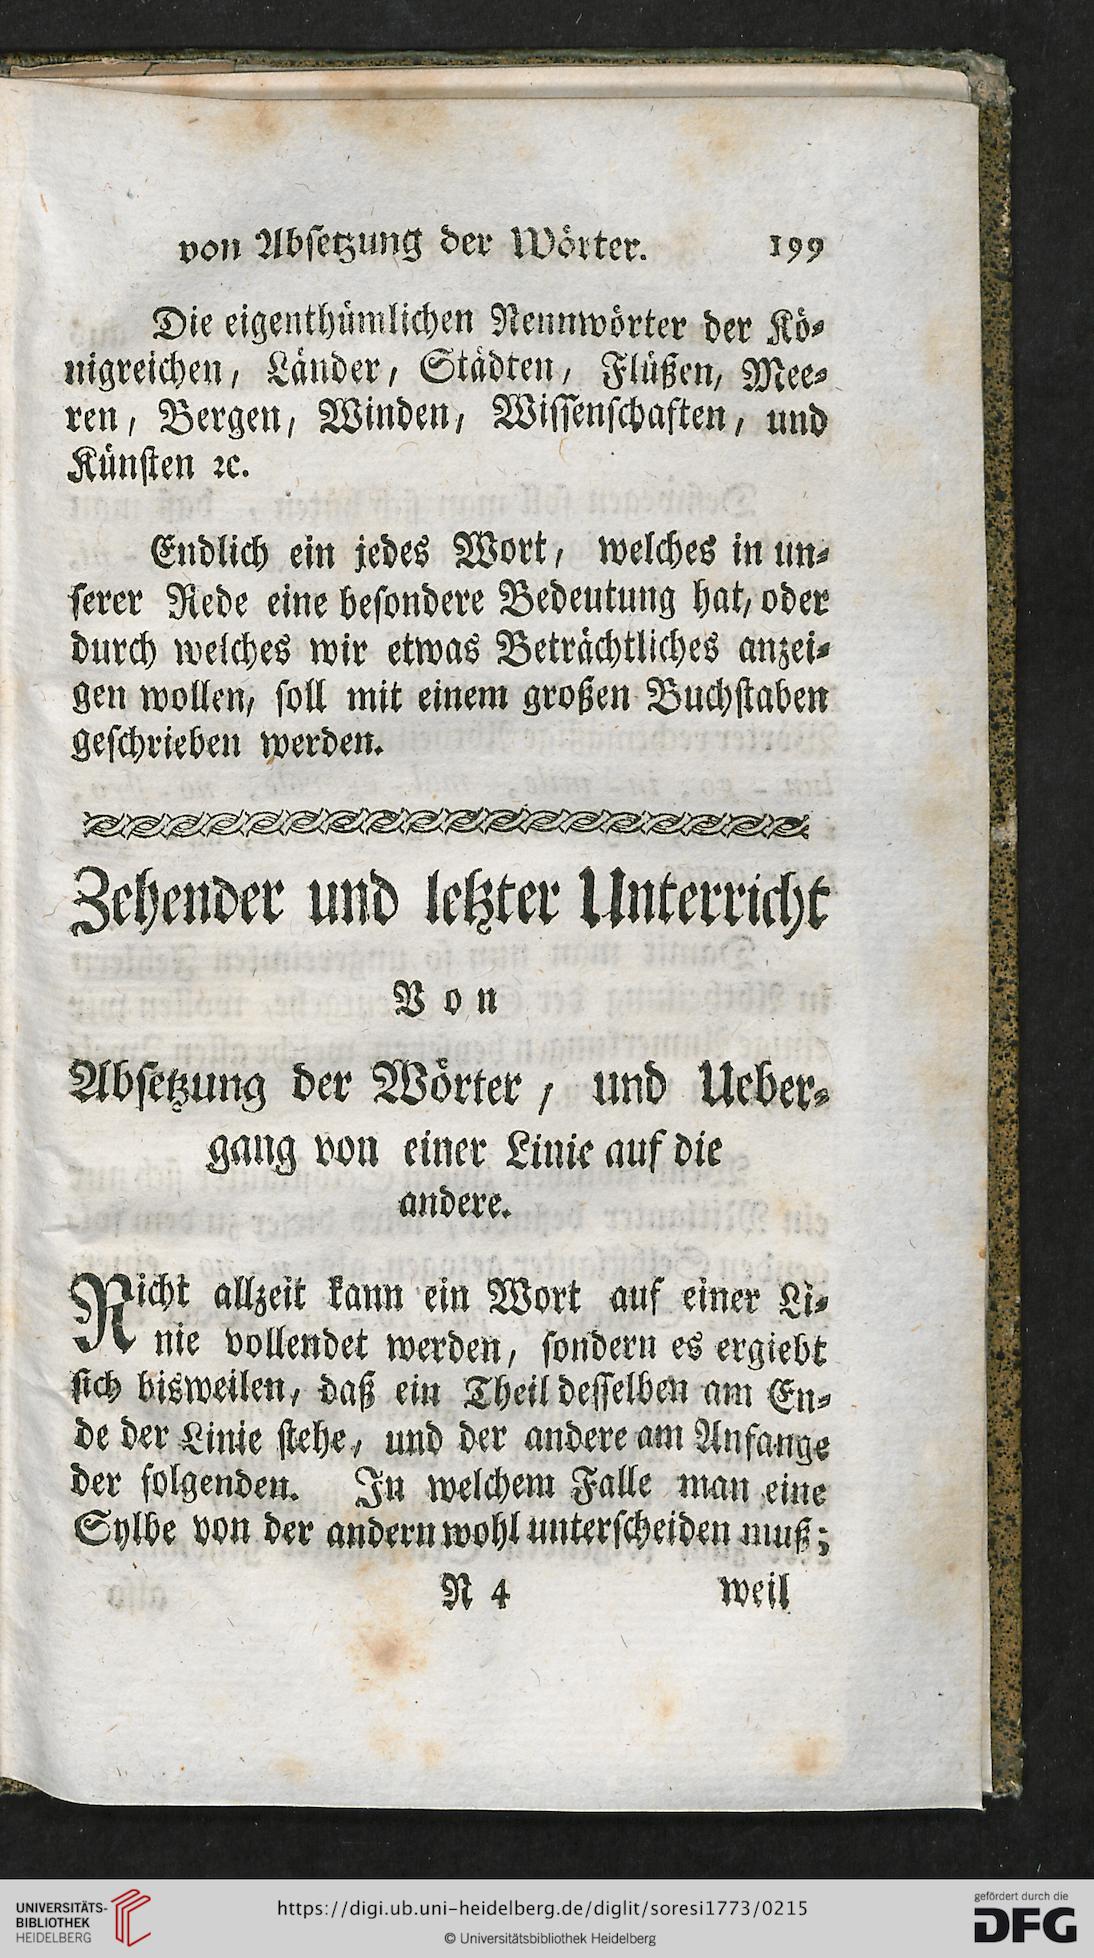 von Absetzung der Wörter. 199
Die eigenthümlichen Nennwörter der Kö-
nigreichen, Länder, Städten, Flüßen, Mee-
ren, Bergen, Winden, Wissenschaften, und
Künsten ꝛc.
Endlich ein jedes Wort, welches in un-
serer Rede eine besondere Bedeutung hat, oder
durch welches wir etwas Beträchtliches anzei-
gen wollen, soll mit einem großen Buchstaben
geschrieben werden.
Zehender und letzter Unterricht
Von
Absetzung der Wörter, und Ueber-
gang von einer Linie auf die
andere.
Nicht allzeit kann ein Wort auf einer Li-
nie vollendet werden, sondern es ergiebt
sich bisweilen, daß ein Theil desselben am En-
de der Linie stehe, und der andere am Anfange
der folgenden. In welchem Falle man eine
Sylbe von der andern wohl unterscheiden muß;
N 4 weil
UNIVERSITÄTS-
BIBLIOTHEK
HEIDELBERG
https://digi.ub.uni-heidelberg.de/diglit/soresi1773/0215
© Universitätsbibliothek Heidelberg
gefördert durch die
DFG